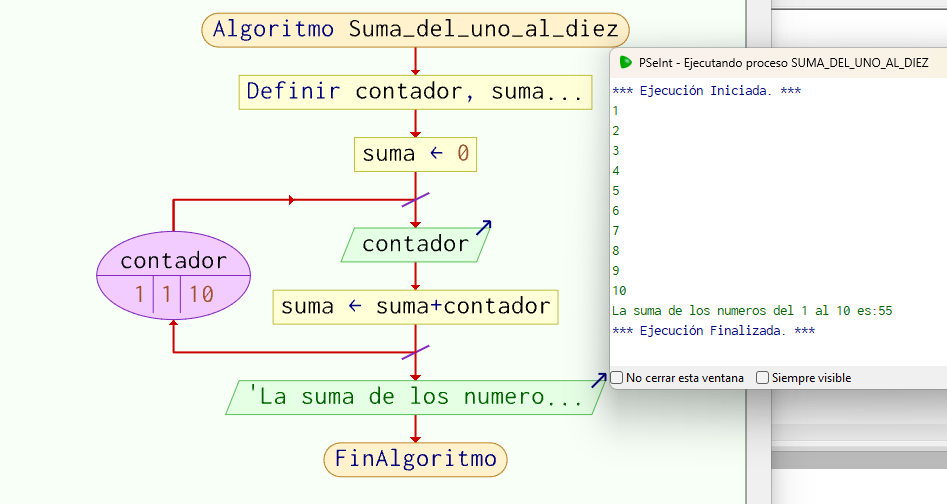 Algoritmo Suma_del_uno_al_diez
Definir contador, suma...
suma ← 0
contador
1 1 10
contador
suma ← suma+contador
'La suma de los numero...
FinAlgoritmo
PSeInt - Ejecutando proceso SUMA_DEL_UNO_AL_DIEZ
*** Ejecución Iniciada. ***
1
2
3
4
5
6
7
8
9
10
La suma de los numeros del 1 al 10 es:55
*** Ejecución Finalizada. ***
No cerrar esta ventana Siempre visible